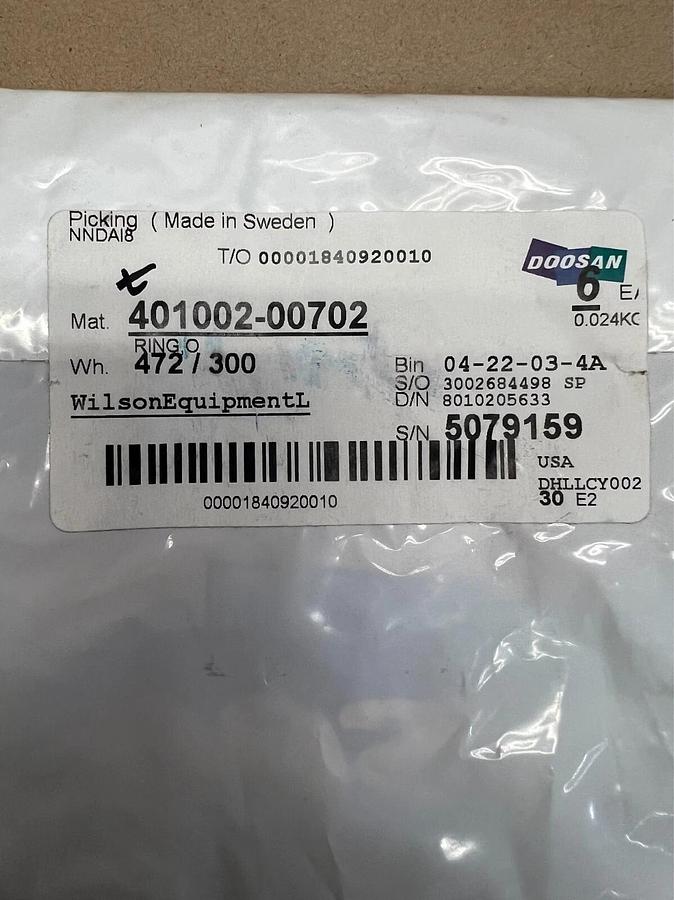 Picking ( Made in Sweden )
NNDAI8
T/O 00001840920010
DOOSAN
6 EA
Mat. 401002-00702
0.024KG
RING,O
Wh. 472 / 300
Bin 04-22-03-4A
S/O 3002684498 SP
WilsonEquipmentL
D/N 8010205633
S/N 5079159
USA
DHLLCY002
00001840920010
30 E2